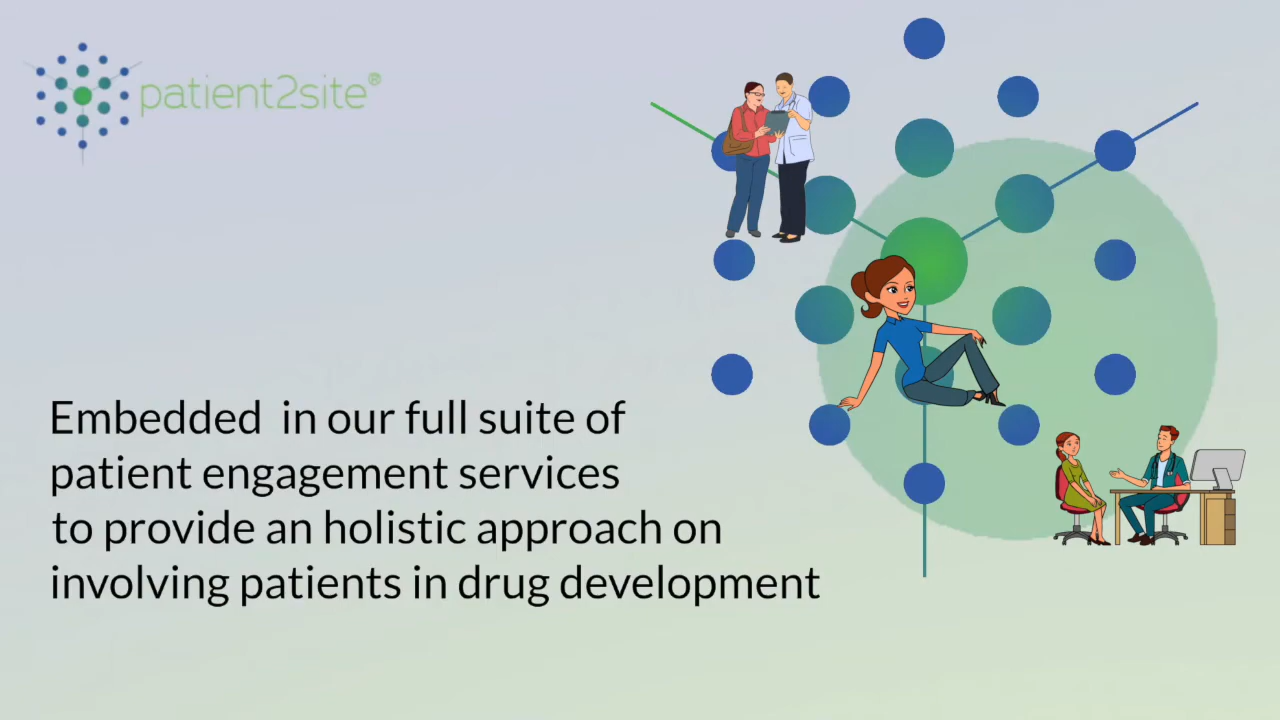 patient2site®
Embedded in our full suite of
patient engagement services
to provide an holistic approach on
involving patients in drug development